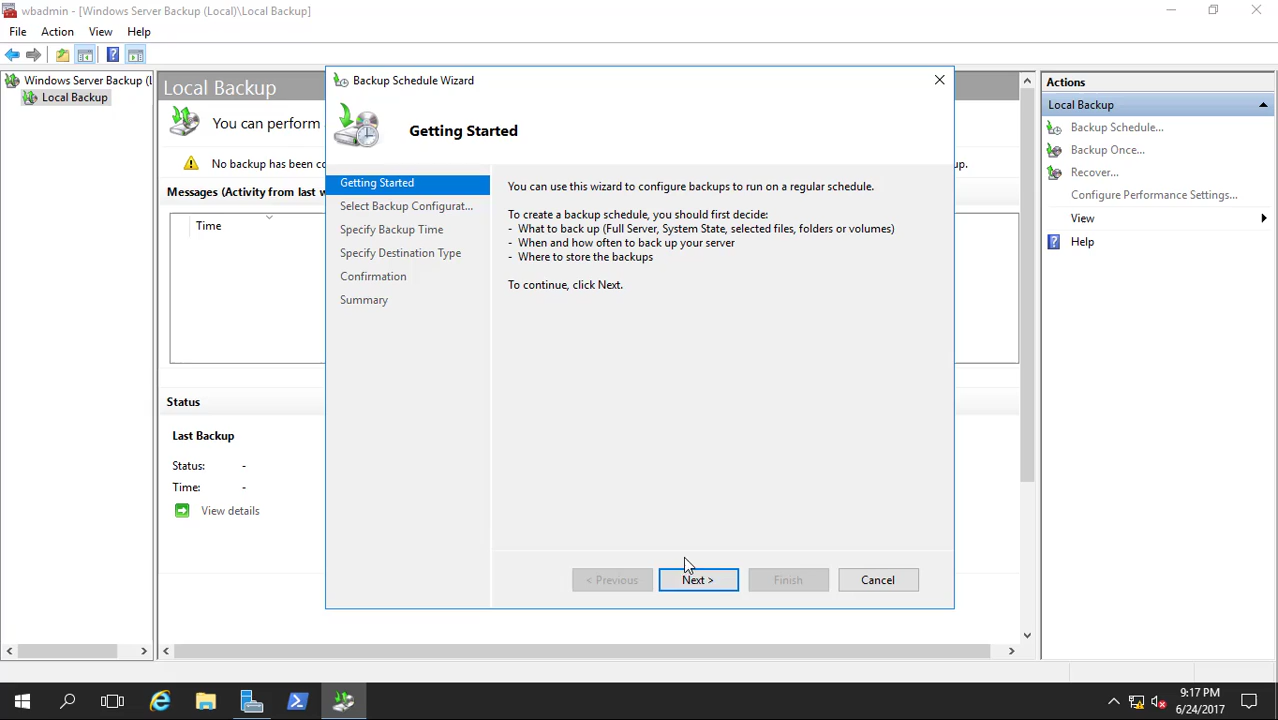 wbadmin - [Windows Server Backup (Local)\Local Backup]
File Action View Help
Windows Server Backup (L
Local Backup
Local Backup
You can perform
No backup has been co
up.
Messages (Activity from last w
Time
Status
Last Backup
Status: -
Time: -
View details
Backup Schedule Wizard
Getting Started
Getting Started
Select Backup Configurat...
Specify Backup Time
Specify Destination Type
Confirmation
Summary
You can use this wizard to configure backups to run on a regular schedule.
To create a backup schedule, you should first decide:
- What to back up (Full Server, System State, selected files, folders or volumes)
- When and how often to back up your server
- Where to store the backups
To continue, click Next.
< Previous
Next >
Finish
Cancel
Actions
Local Backup
Backup Schedule...
Backup Once...
Recover...
Configure Performance Settings...
View
Help
9:17 PM
6/24/2017